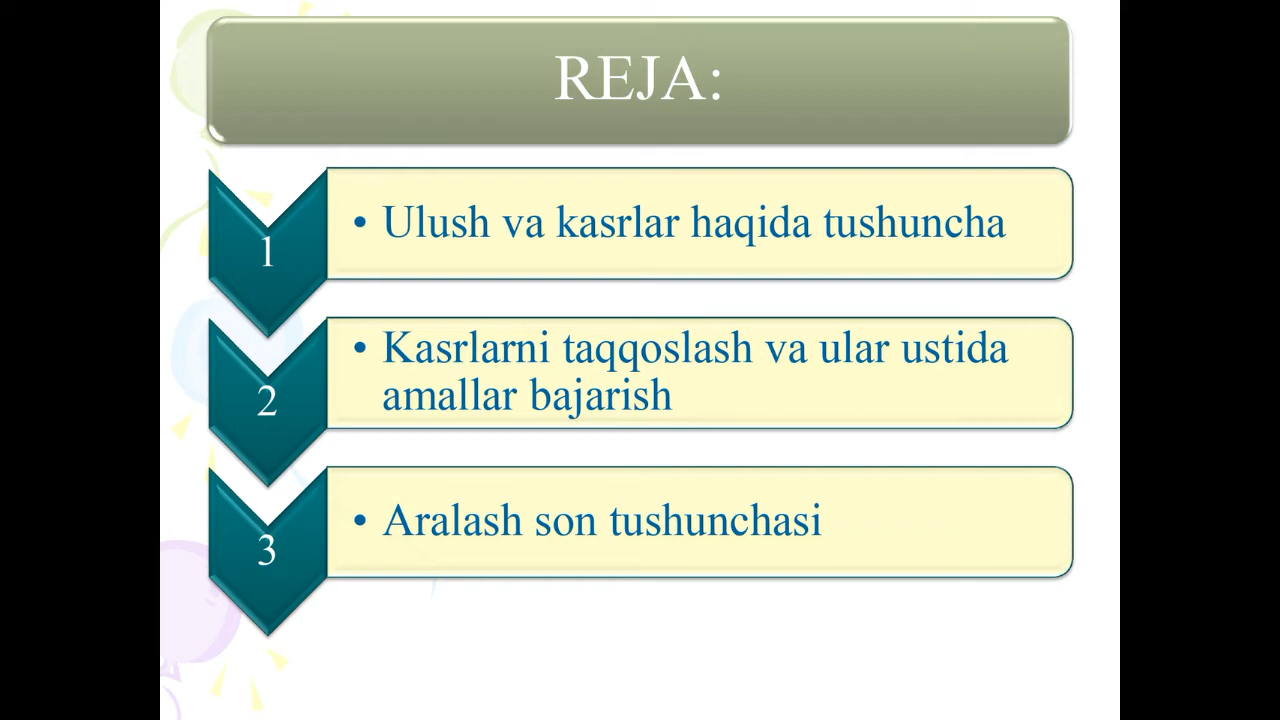 REJA:
1
• Ulush va kasrlar haqida tushuncha
2
• Kasrlarni taqqoslash va ular ustida
amallar bajarish
3
• Aralash son tushunchasi